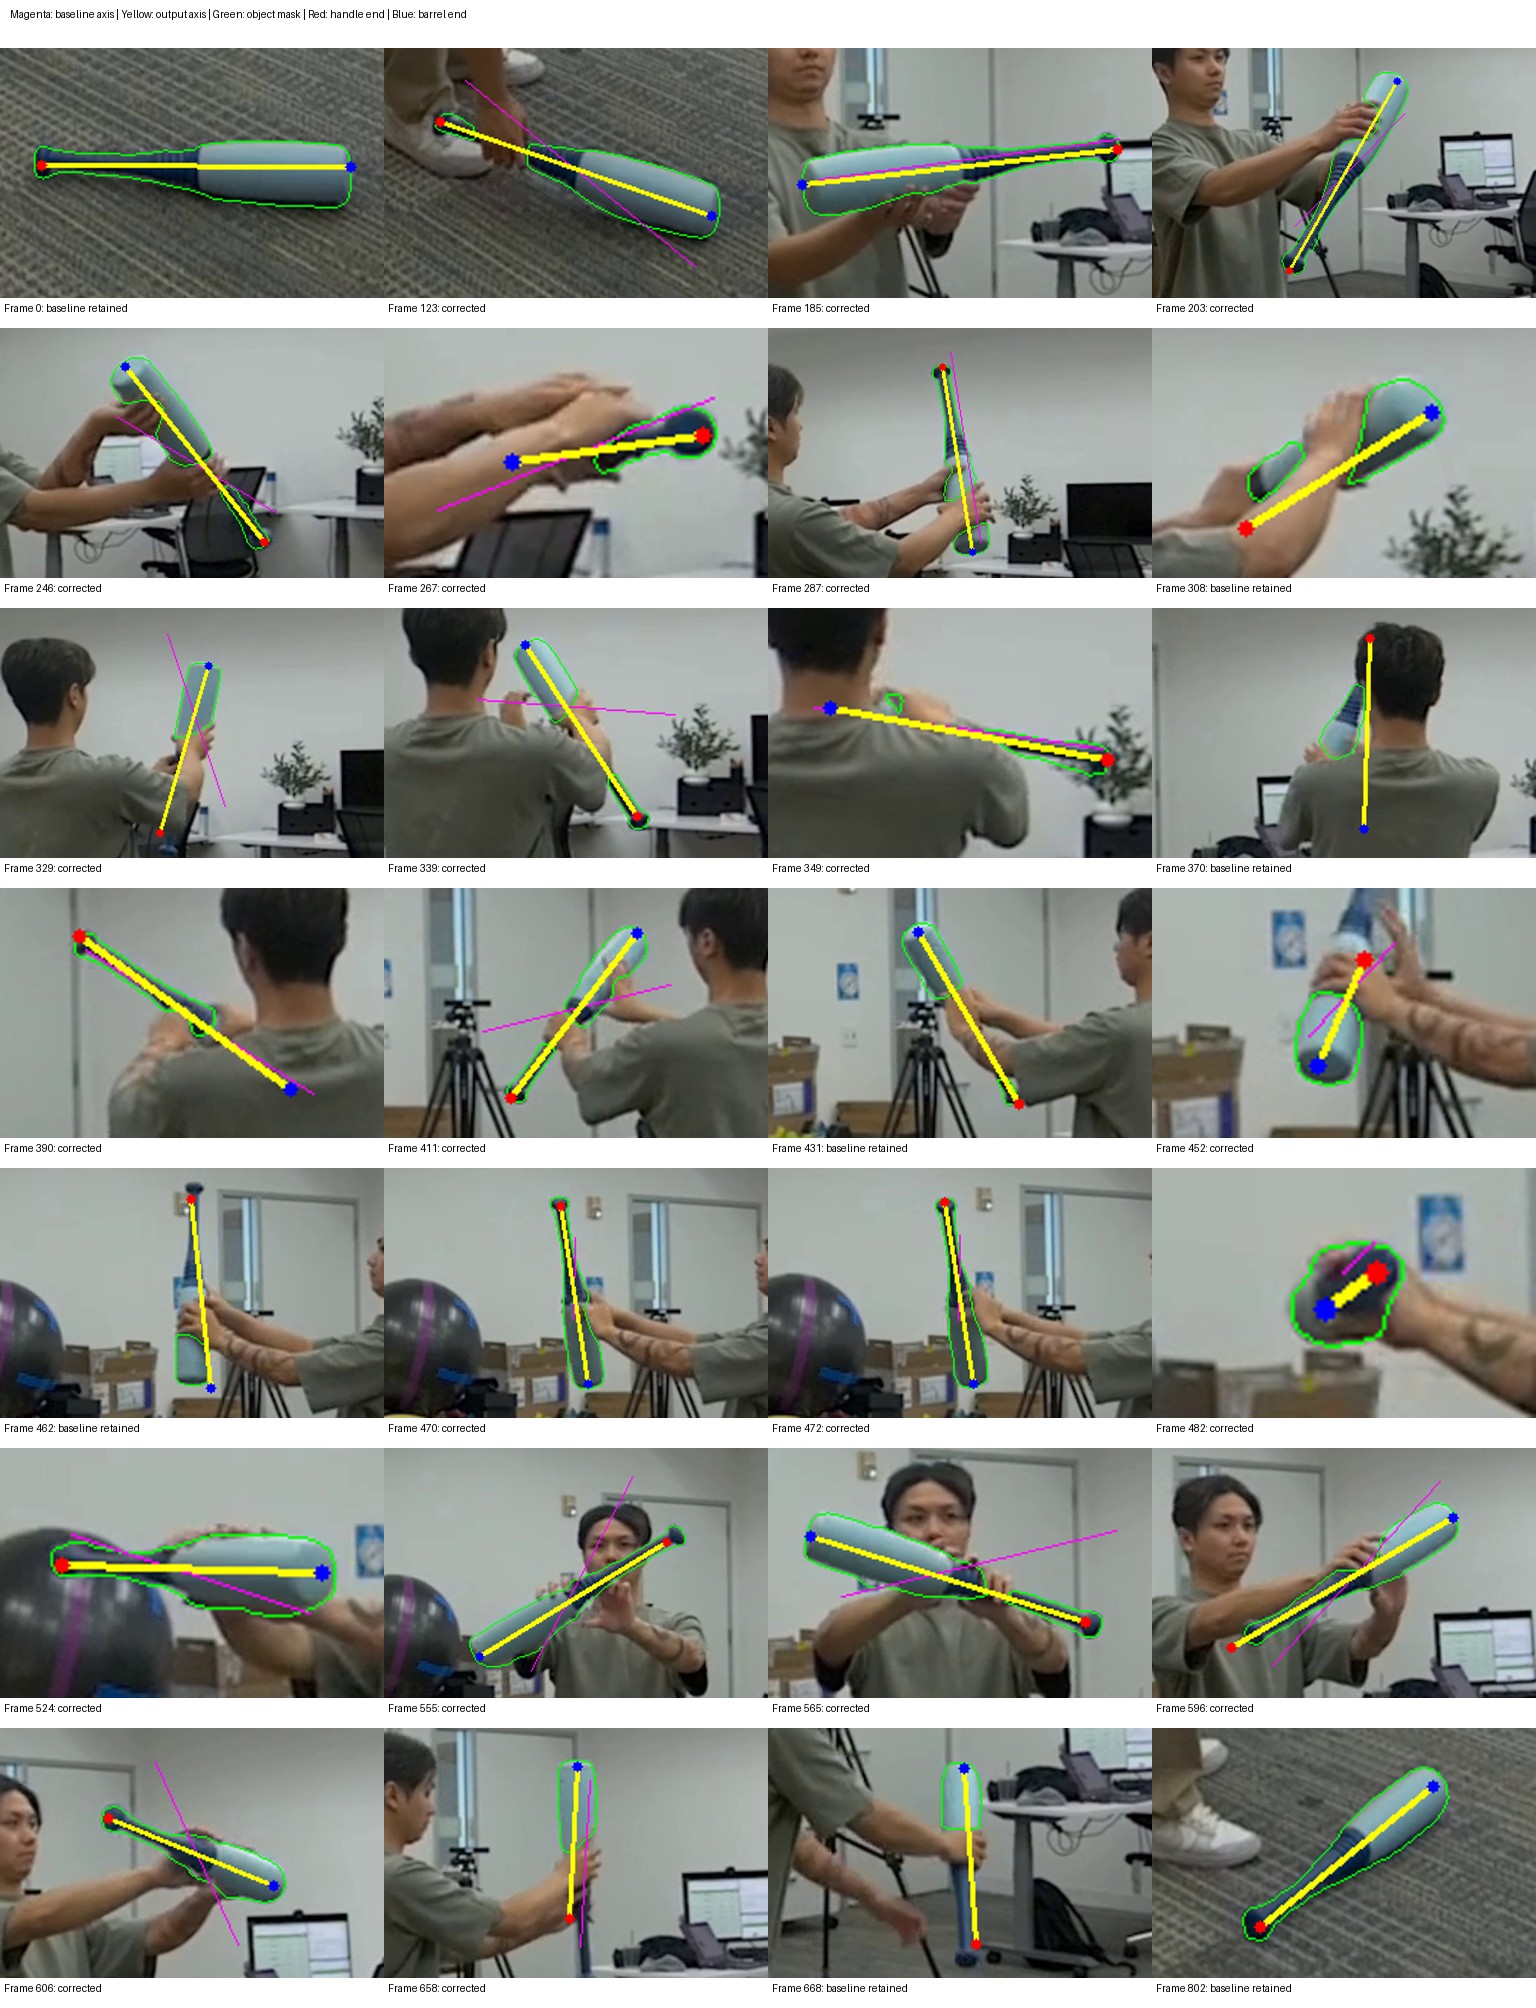 Magenta: baseline axis | Yellow: output axis | Green: object mask | Red: handle end | Blue: barrel end
Frame 0: baseline retained
Frame 123: corrected
Frame 185: corrected
Frame 203: corrected
Frame 246: corrected
Frame 267: corrected
Frame 287: corrected
Frame 308: baseline retained
Frame 329: corrected
Frame 339: corrected
Frame 349: corrected
Frame 370: baseline retained
Frame 390: corrected
Frame 411: corrected
Frame 431: baseline retained
Frame 452: corrected
Frame 462: baseline retained
Frame 470: corrected
Frame 472: corrected
Frame 482: corrected
Frame 524: corrected
Frame 555: corrected
Frame 565: corrected
Frame 596: corrected
Frame 606: corrected
Frame 658: corrected
Frame 668: baseline retained
Frame 802: baseline retained